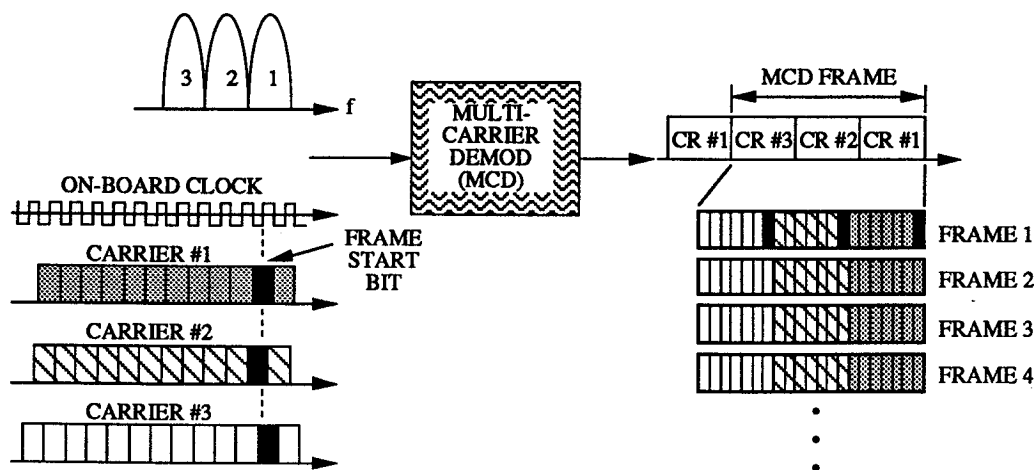 3 2 1
f
MULTI-
CARRIER
DEMOD
(MCD)
MCD FRAME
CR #1 CR #3 CR #2 CR #1
ON-BOARD CLOCK
FRAME
START
BIT
CARRIER #1
CARRIER #2
CARRIER #3
FRAME 1
FRAME 2
FRAME 3
FRAME 4